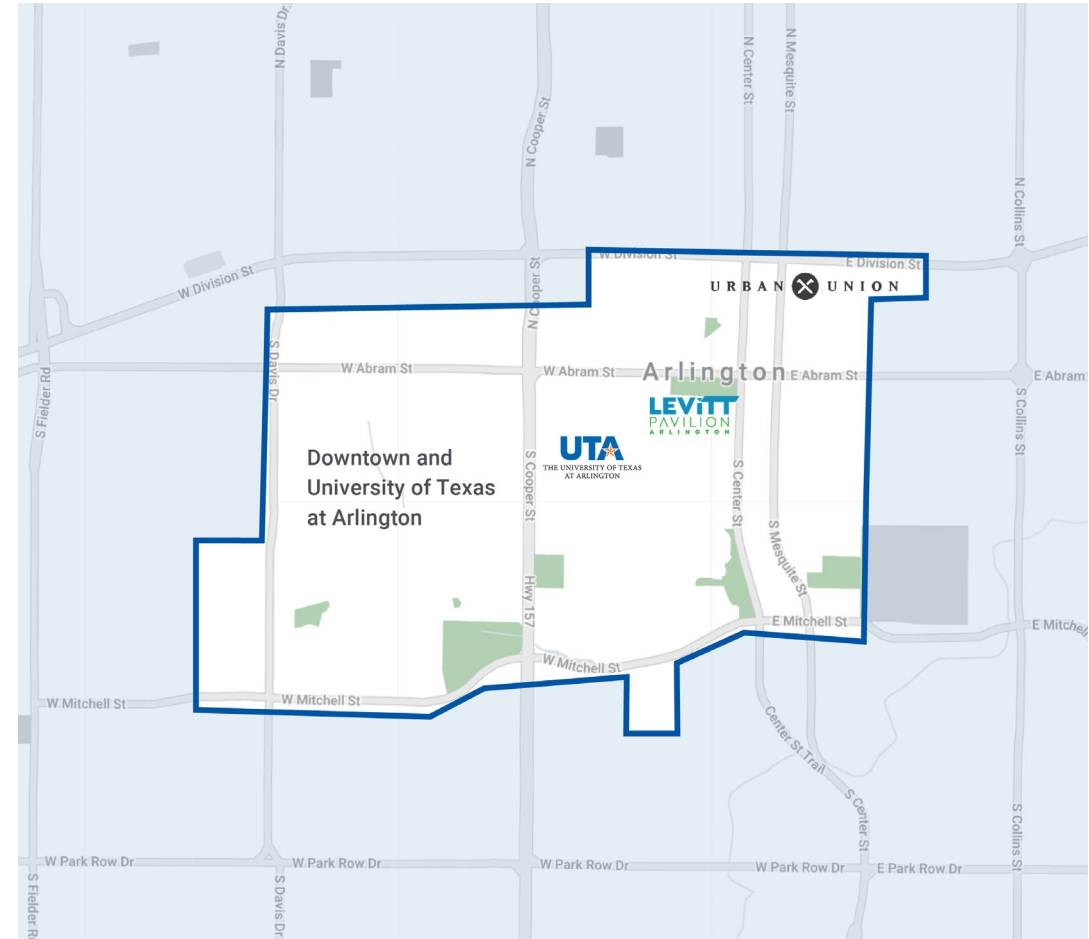 N Davis Dr
N Cooper St
N Center St
N Mesquite St
N Collins St
W Division St
W Division St
E Division St
N Cooper St
URBAN UNION
S Fielder Rd
S Davis Dr
W Abram St
W Abram St
Arlington
E Abram St
E Abram
S Collins St
LEVITT
PAVILION
ARLINGTON
UTA
THE UNIVERSITY OF TEXAS
AT ARLINGTON
Downtown and
University of Texas
at Arlington
S Cooper St
S Center St
S Mesquite St
Hwy 157
E Mitchell St
E Mitchell
W Mitchell St
W Mitchell St
W Mitchell St
Center St Trail
S Center St
S Collins St
W Park Row Dr
W Park Row Dr
W Park Row Dr
W Park Row Dr
E Park Row Dr
S Fielder R
S Davis Dr